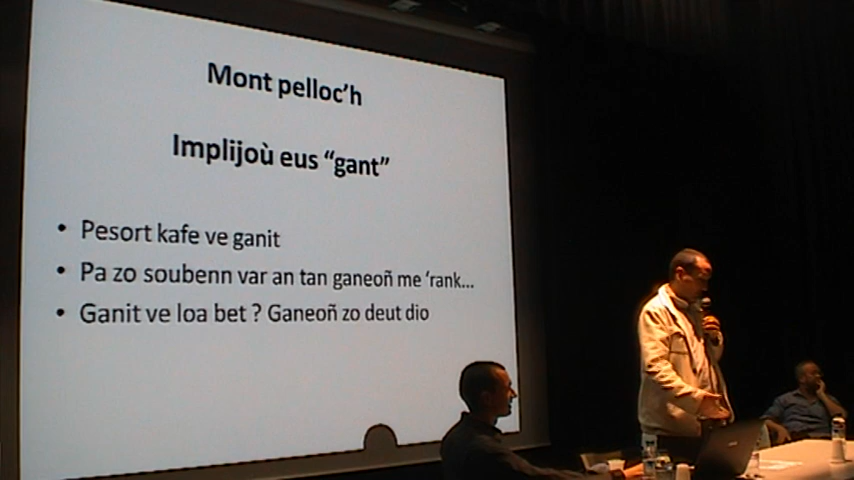 Mont pelloc'h
Implijoù eus “gant”
• Pesort kafe ve ganit
• Pa zo soubenn var an tan ganeoñ me ‘rank...
• Ganit ve loa bet ? Ganeoñ zo deut dio